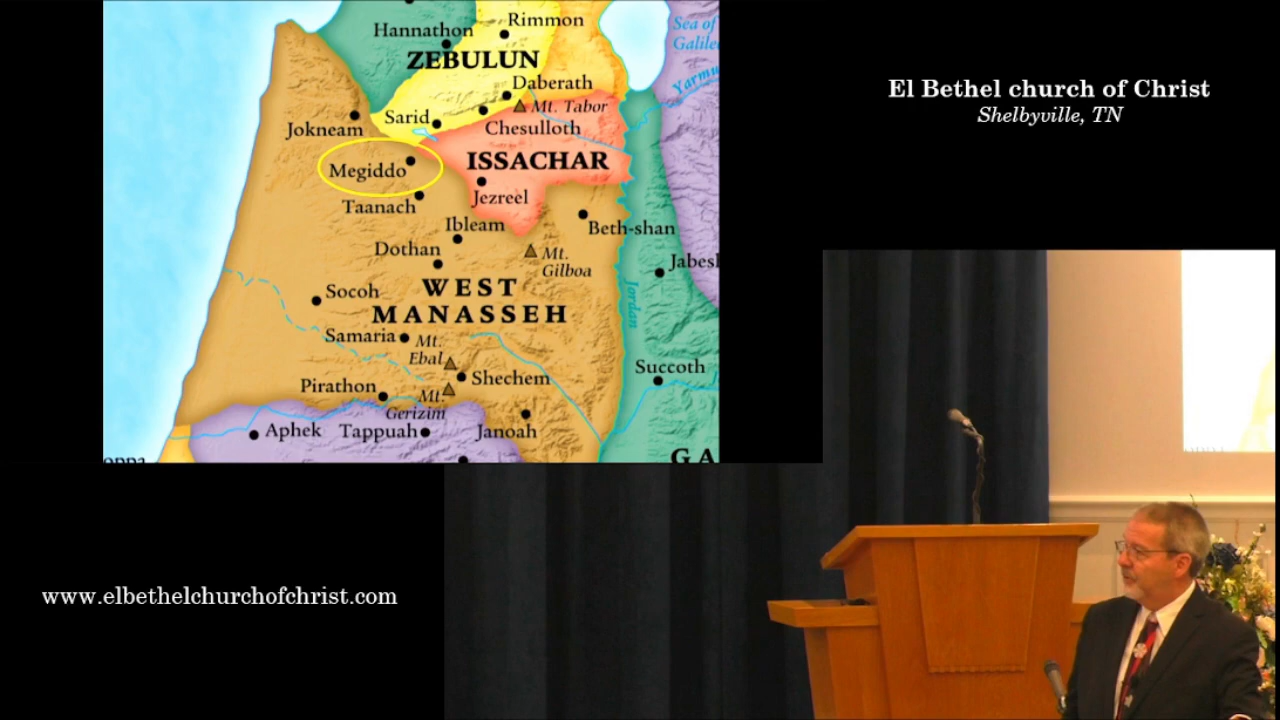 Rimmon
Hannathon
ZEBULUN
Sea of
Daberath
Mt. Tabor
Sarid
Chesulloth
Jokneam
ISSACHAR
Megiddo
Jezreel
Taanach
Ibleam
Beth-shan
Dothan
Mt.
Gilboa
Jordan
WEST
MANASSEH
Socoh
Samaria
Mt.
Ebal
Succoth
Shechem
Pirathon
Mt.
Gerizim
Aphek
Tappuah
Janoah
GA
El Bethel church of Christ
Shelbyville, TN
www.elbethelchurchofchrist.com